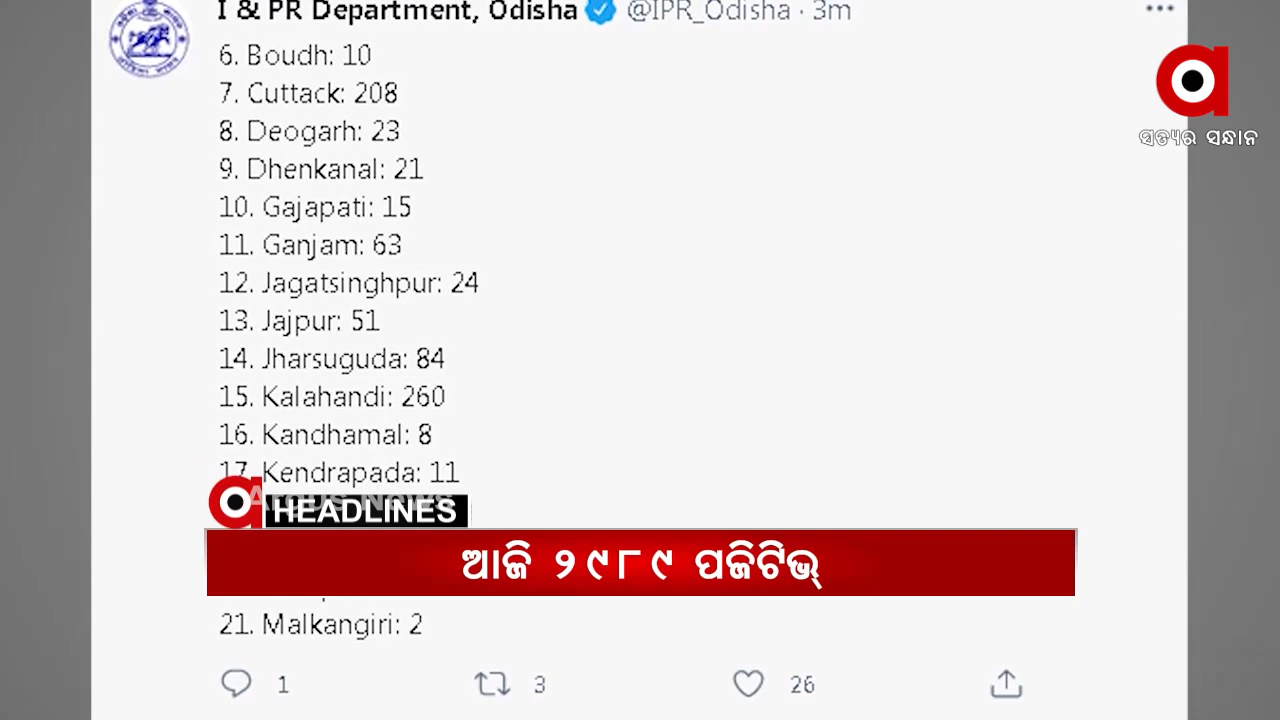 I & PR Department, Odisha @IPR_Odisha · 3m
6. Boudh: 10
7. Cuttack: 208
8. Deogarh: 23
9. Dhenkanal: 21
10. Gajapati: 15
11. Ganjam: 63
12. Jagatsinghpur: 24
13. Jajpur: 51
14. Jharsuguda: 84
15. Kalahandi: 260
16. Kandhamal: 8
17. Kendrapada: 11
Argus News
HEADLINES
ଆଜି ୨୯୮୯ ପଜିଟିଭ୍
21. Malkangiri: 2
1 3 26
ସତ୍ୟର ସନ୍ଧାନ